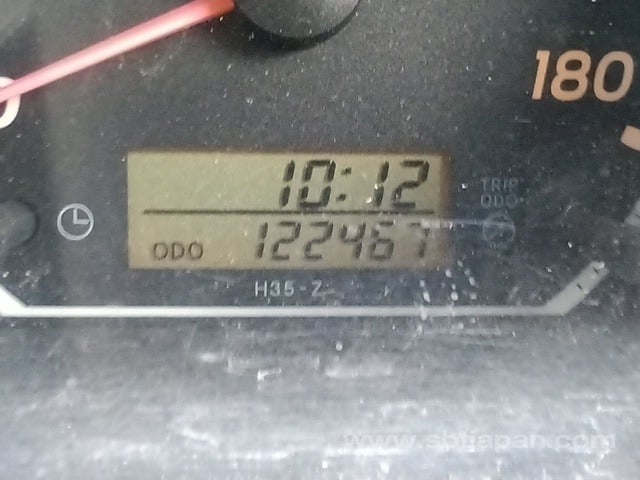 180
10:12
TRIP
ODO
ODO 122467
H35-Z
www.sbtjapan.com